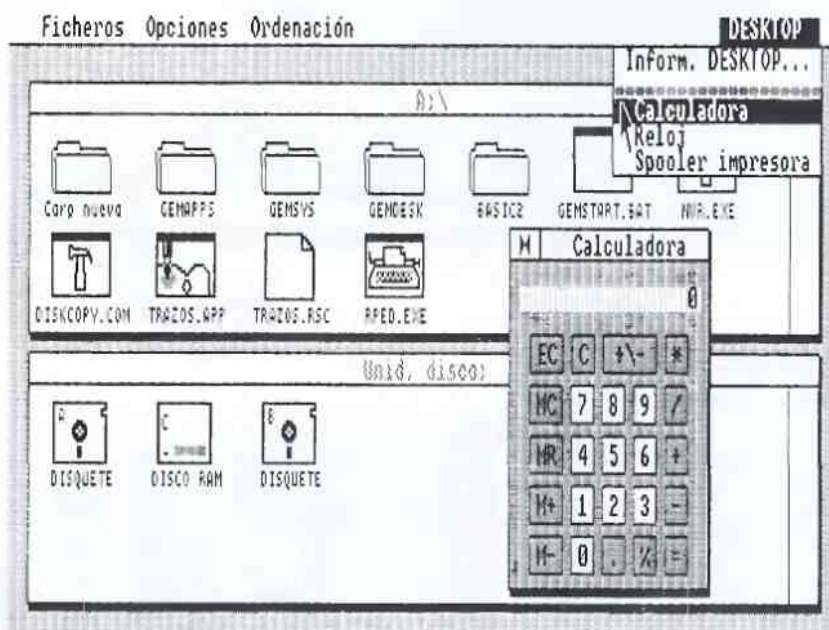 Ficheros Opciones Ordenación DESKTOP
Inform. DESKTOP...
Calculadora
Reloj
Spooler impresora
A:\
Carp nueva GEMAPPS GEMSYS GEMDESK BASIC2 GEMSTART.BAT NVR.EXE
DISKCOPY.COM TRAZOS.APP TRAZOS.RSC RPED.EXE
Unid. disco:
A
C
B
DISQUETE DISCO RAM DISQUETE
Calculadora
0
EC C +\- *
MC 7 8 9 /
MR 4 5 6 +
M+ 1 2 3 -
M- 0 . % =